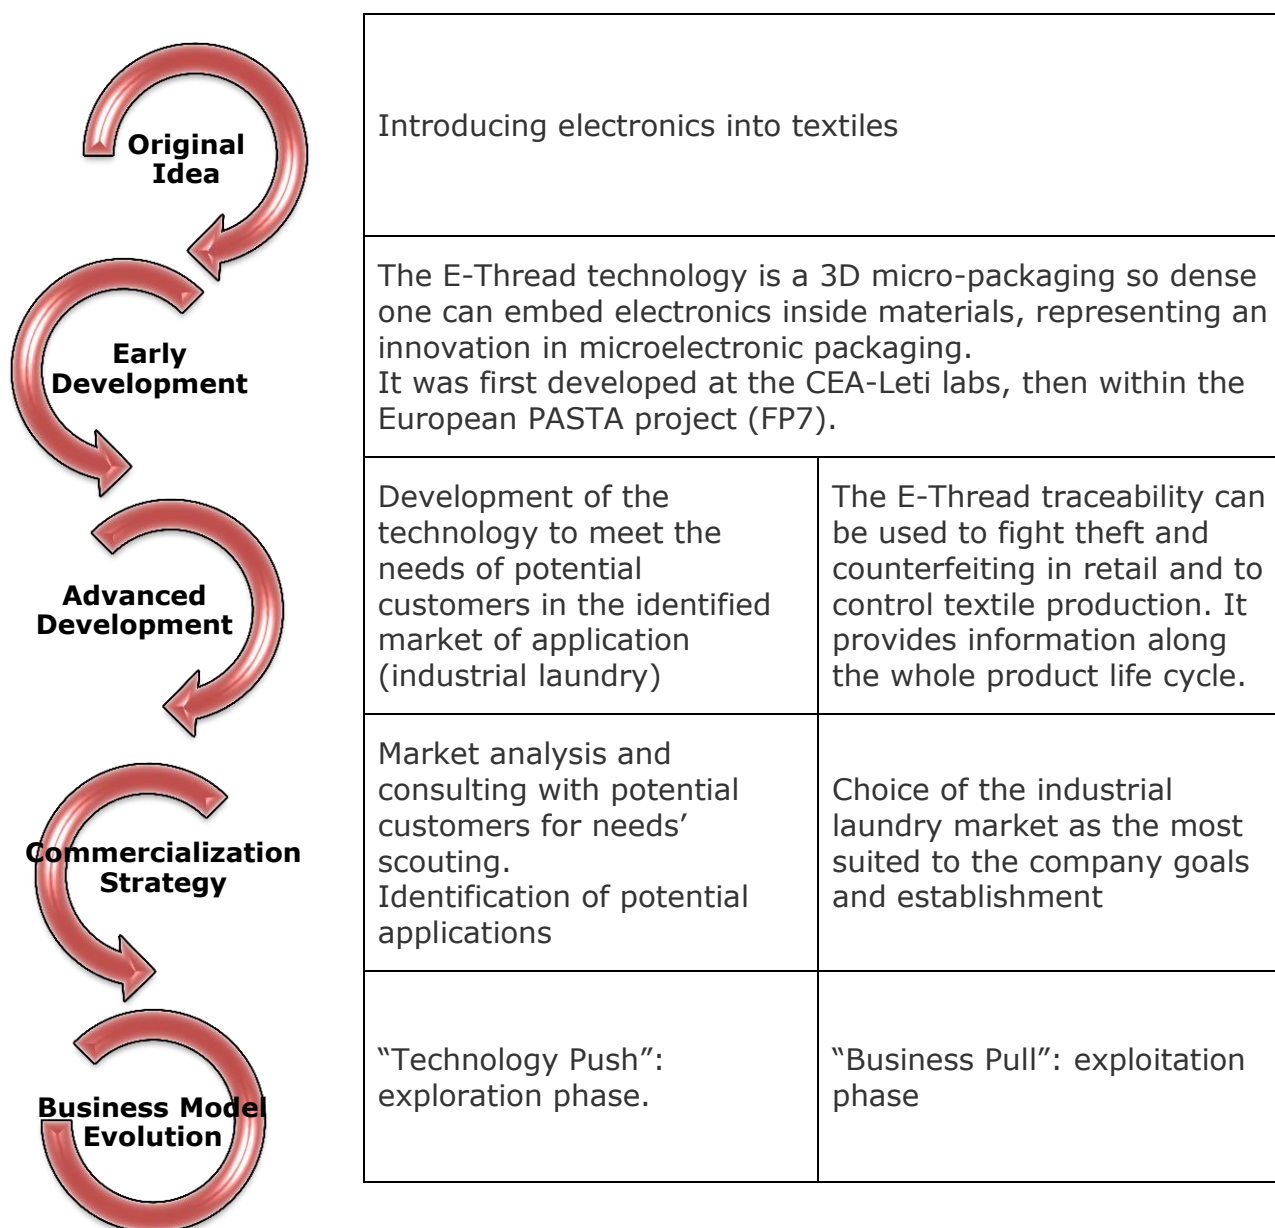 Original
Idea
Introducing electronics into textiles
Early
Development
The E-Thread technology is a 3D micro-packaging so dense
one can embed electronics inside materials, representing an
innovation in microelectronic packaging.
It was first developed at the CEA-Leti labs, then within the
European PASTA project (FP7).
Advanced
Development
Development of the
technology to meet the
needs of potential
customers in the identified
market of application
(industrial laundry)
The E-Thread traceability can
be used to fight theft and
counterfeiting in retail and to
control textile production. It
provides information along
the whole product life cycle.
Commercialization
Strategy
Market analysis and
consulting with potential
customers for needs’
scouting.
Identification of potential
applications
Choice of the industrial
laundry market as the most
suited to the company goals
and establishment
Business Model
Evolution
“Technology Push”:
exploration phase.
“Business Pull”: exploitation
phase